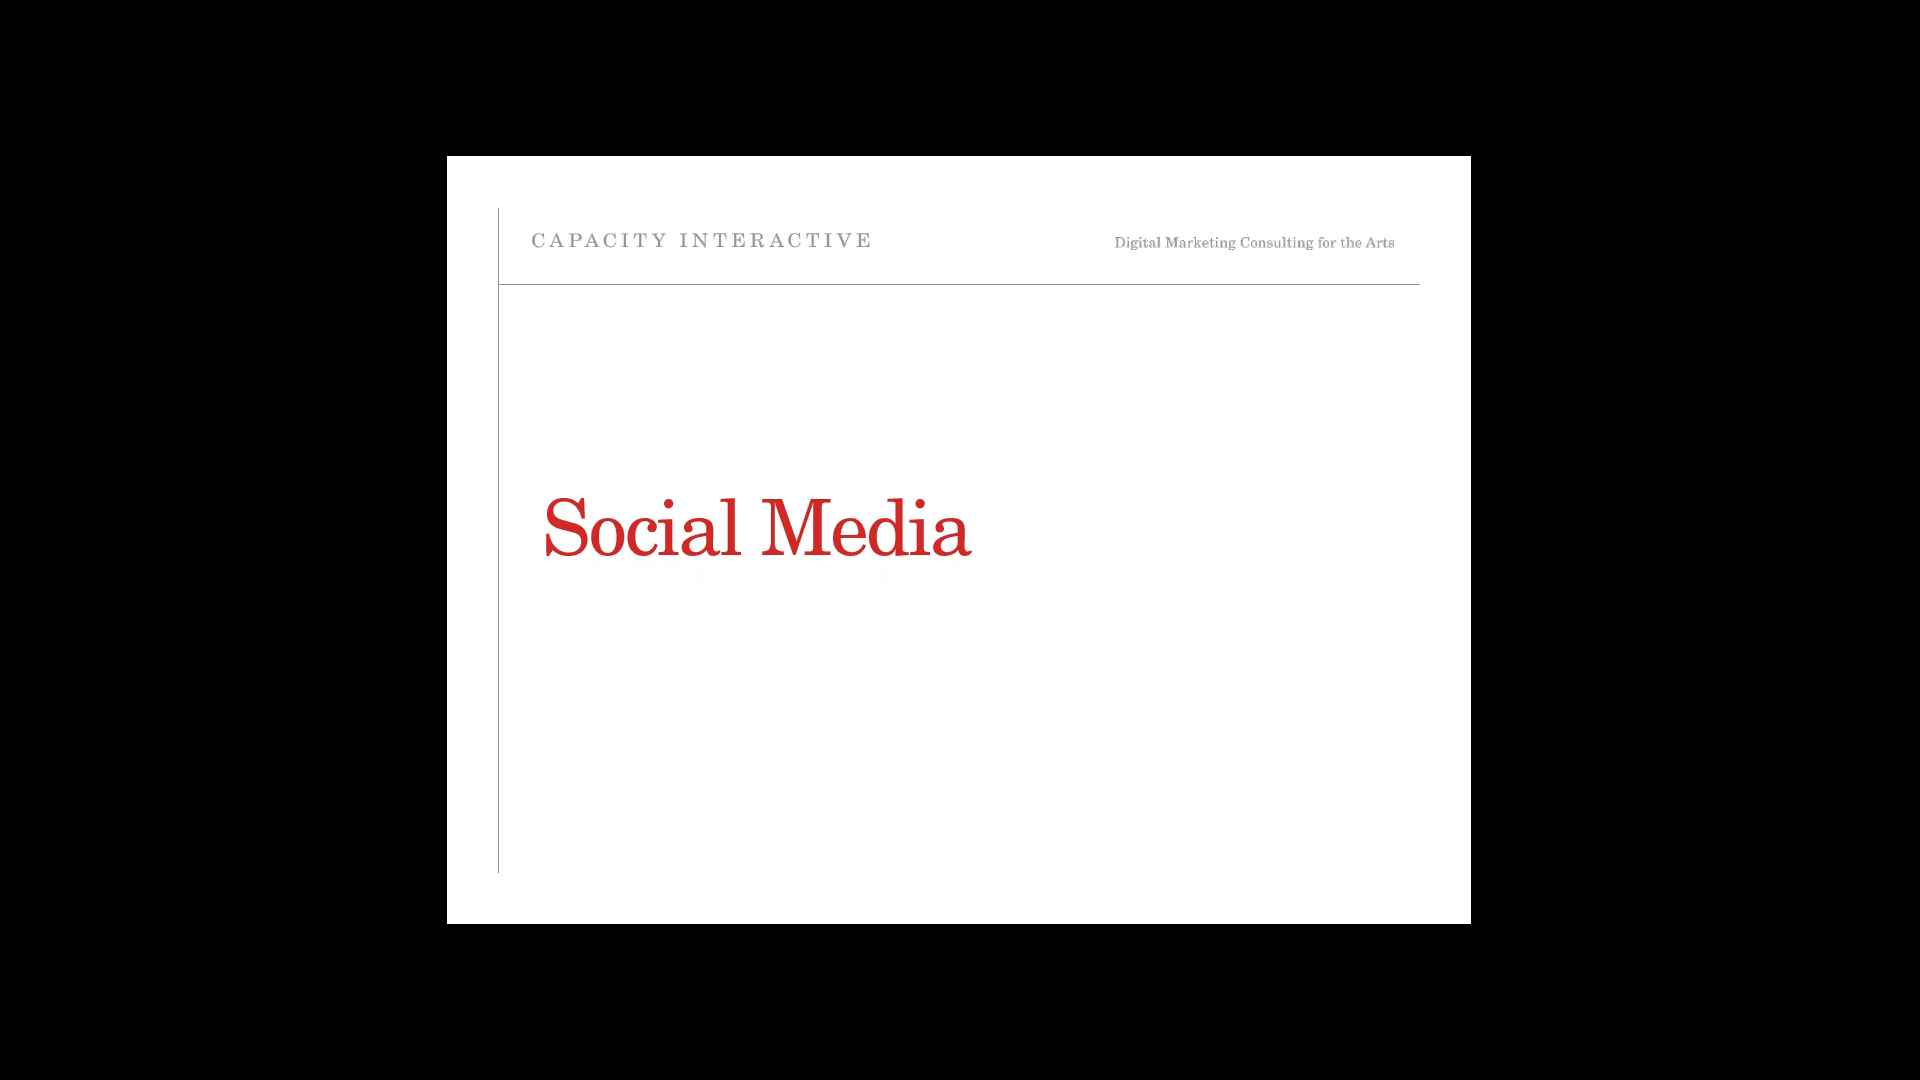 CAPACITY INTERACTIVE
Digital Marketing Consulting for the Arts
Social Media